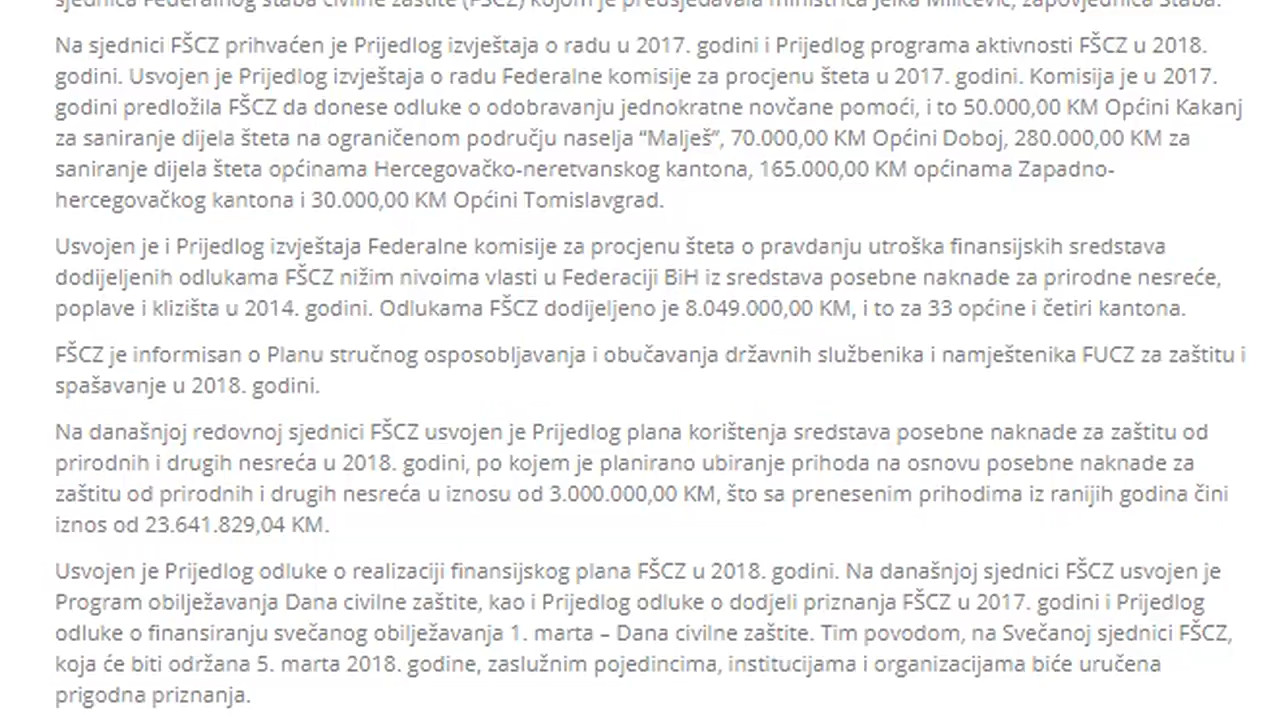 sjednica Federalnog štaba civilne zaštite (FŠCZ) kojom je predsjedavala ministrica Jelka Milićević, zapovjednica Štaba.
Na sjednici FŠCZ prihvaćen je Prijedlog izvještaja o radu u 2017. godini i Prijedlog programa aktivnosti FŠCZ u 2018.
godini. Usvojen je Prijedlog izvještaja o radu Federalne komisije za procjenu šteta u 2017. godini. Komisija je u 2017.
godini predložila FŠCZ da donese odluke o odobravanju jednokratne novčane pomoći, i to 50.000,00 KM Općini Kakanj
za saniranje dijela šteta na ograničenom području naselja “Malješ”, 70.000,00 KM Općini Doboj, 280.000,00 KM za
saniranje dijela šteta općinama Hercegovačko-neretvanskog kantona, 165.000,00 KM općinama Zapadno-
hercegovačkog kantona i 30.000,00 KM Općini Tomislavgrad.
Usvojen je i Prijedlog izvještaja Federalne komisije za procjenu šteta o pravdanju utroška finansijskih sredstava
dodijeljenih odlukama FŠCZ nižim nivoima vlasti u Federaciji BiH iz sredstava posebne naknade za prirodne nesreće,
poplave i klizišta u 2014. godini. Odlukama FŠCZ dodijeljeno je 8.049.000,00 KM, i to za 33 općine i četiri kantona.
FŠCZ je informisan o Planu stručnog osposobljavanja i obučavanja državnih službenika i namještenika FUCZ za zaštitu i
spašavanje u 2018. godini.
Na današnjoj redovnoj sjednici FŠCZ usvojen je Prijedlog plana korištenja sredstava posebne naknade za zaštitu od
prirodnih i drugih nesreća u 2018. godini, po kojem je planirano ubiranje prihoda na osnovu posebne naknade za
zaštitu od prirodnih i drugih nesreća u iznosu od 3.000.000,00 KM, što sa prenesenim prihodima iz ranijih godina čini
iznos od 23.641.829,04 KM.
Usvojen je Prijedlog odluke o realizaciji finansijskog plana FŠCZ u 2018. godini. Na današnjoj sjednici FŠCZ usvojen je
Program obilježavanja Dana civilne zaštite, kao i Prijedlog odluke o dodjeli priznanja FŠCZ u 2017. godini i Prijedlog
odluke o finansiranju svečanog obilježavanja 1. marta – Dana civilne zaštite. Tim povodom, na Svečanoj sjednici FŠCZ,
koja će biti održana 5. marta 2018. godine, zaslužnim pojedincima, institucijama i organizacijama biće uručena
prigodna priznanja.